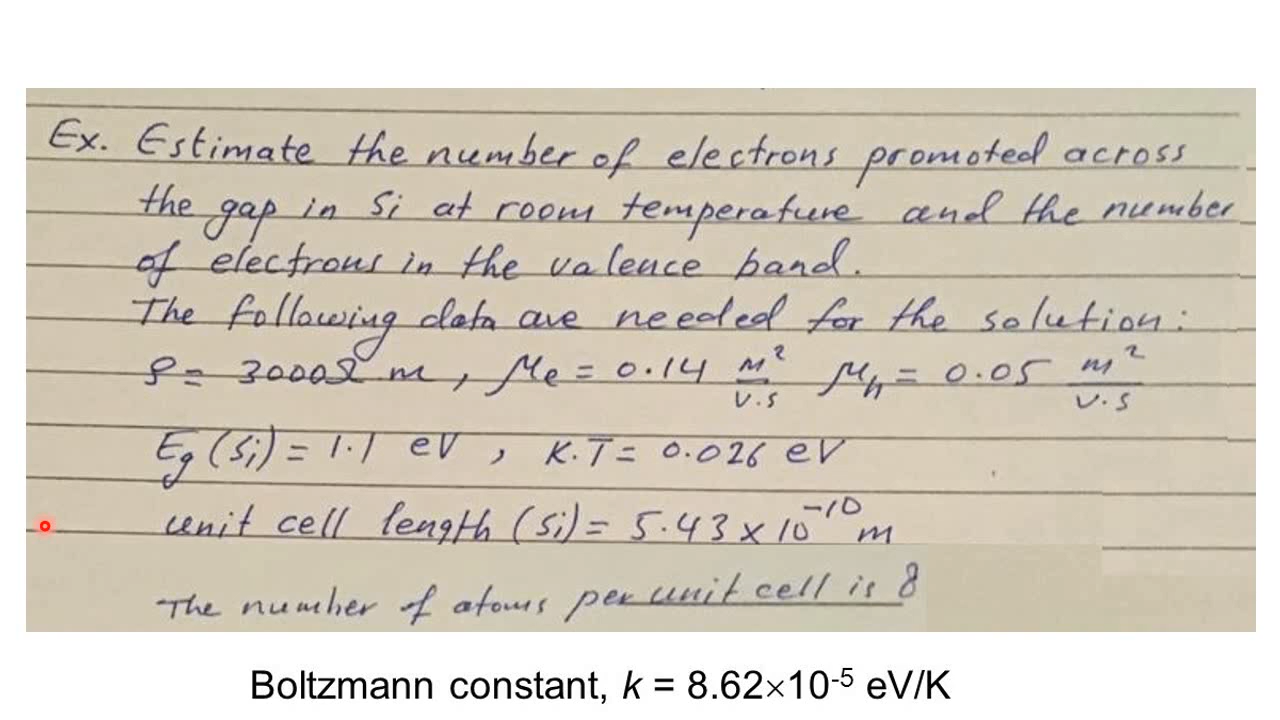 Ex. Estimate the number of electrons promoted across
the gap in Si at room temperature and the number
of electrons in the valence band.
The following data are needed for the solution:
ρ = 3000 Ω m, μe = 0.14 m²/v.s μh = 0.05 m²/v.s
Eg (Si) = 1.1 eV, K.T = 0.026 eV
unit cell length (Si) = 5.43 x 10⁻¹⁰ m
The number of atoms per unit cell is 8
Boltzmann constant, k = 8.62×10⁻⁵ eV/K